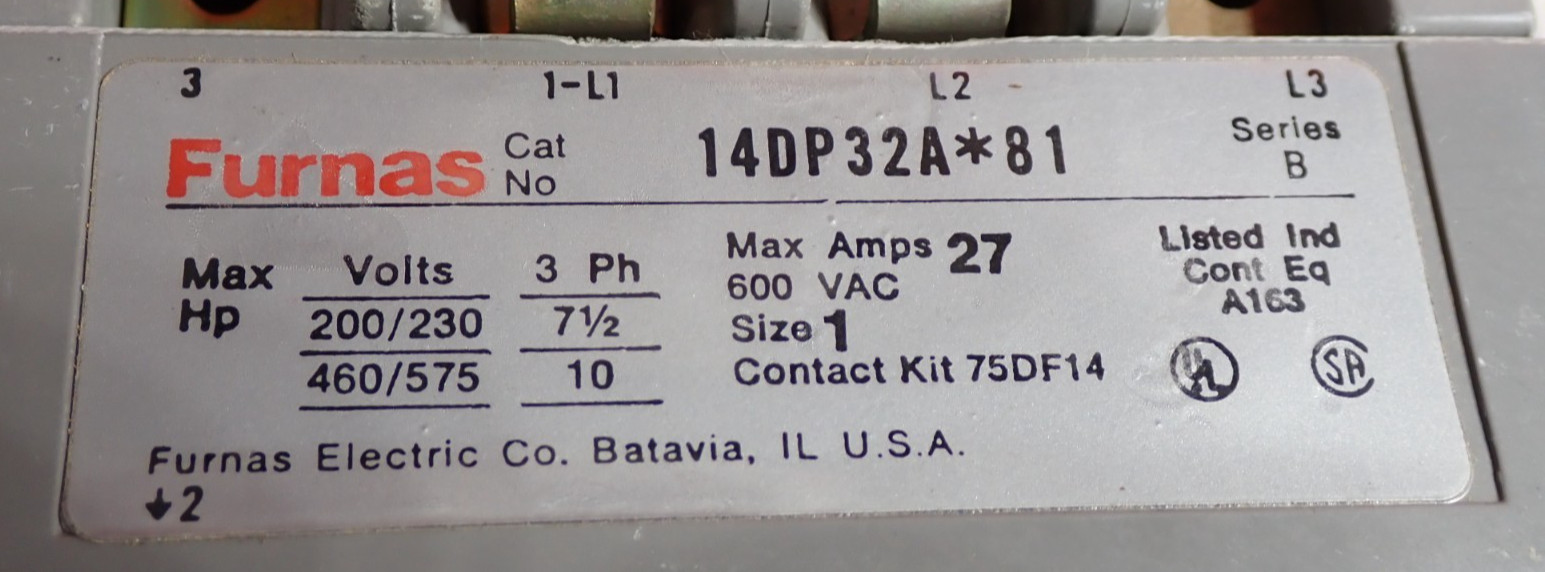 3 1-L1 L2 L3
Furnas Cat No 14DP32A*81 Series B
Max Hp
Volts 3 Ph
200/230 7½
460/575 10
Max Amps 27
600 VAC
Size 1
Contact Kit 75DF14
Listed Ind
Cont Eq
A163
UL
SA
Furnas Electric Co. Batavia, IL U.S.A.
↓2